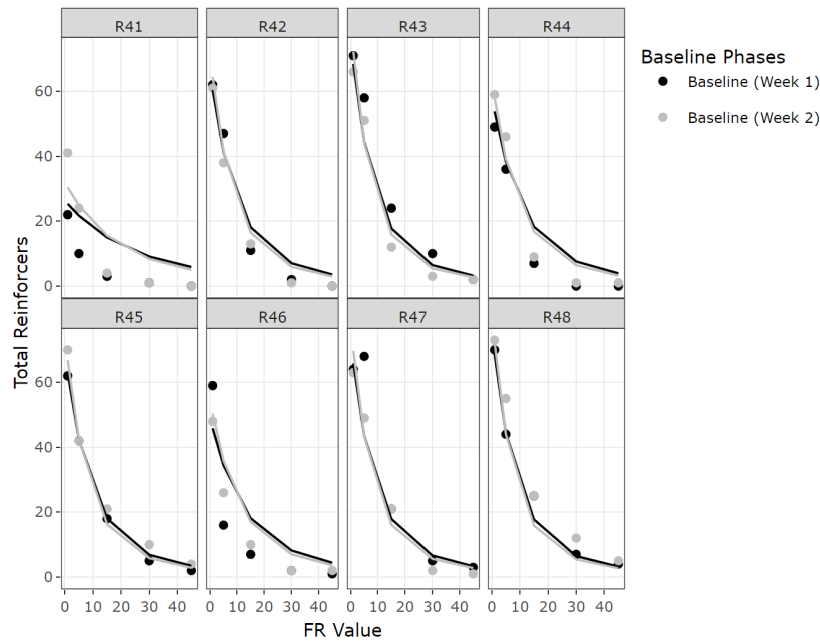 R41 R42 R43 R44
60
40
20
0
Baseline Phases
Baseline (Week 1)
Baseline (Week 2)
Total Reinforcers
R45 R46 R47 R48
60
40
20
0
0 10 20 30 40 0 10 20 30 40 0 10 20 30 40 0 10 20 30 40
FR Value